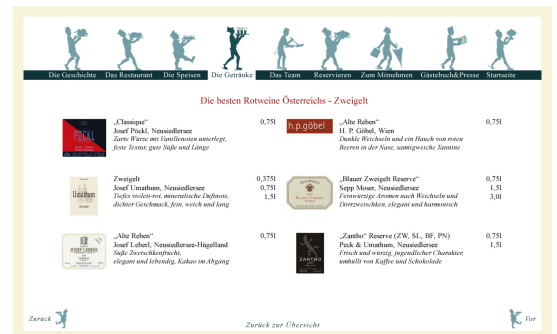 Die Geschichte Das Restaurant Die Speisen Die Getränke Das Team Reservieren Zum Mitnehmen Gästebuch&Presse Startseite
Die besten Rotweine Österreichs - Zweigelt
PÖCKL
„Classique“ 0,75l
Josef Pöckl, Neusiedlersee
Zarte Würze mit Vanillenoten unterlegt,
feste Textur, gute Süße und Länge
h.p.göbel
„Alte Reben“ 0,75l
H. P. Göbel, Wien
Dunkle Weichseln und ein Hauch von roten
Beeren in der Nase, samtigweiche Tannine
Umathum
Zweigelt 0,375l
Josef Umathum, Neusiedlersee 0,75l
Tiefes violett-rot, mineralische Duftnote, 1,5l
dichter Geschmack, fein, weich und lang
„Blauer Zweigelt Reserve“ 0,75l
Sepp Moser, Neusiedlersee 1,5l
Feinwürzige Aromen nach Weichseln und 3,0l
Dörrzwetschken, elegant und harmonisch
JOSEF LEBERL
„Alte Reben“ 0,75l
Josef Leberl, Neusiedlersee-Hügelland
Süße Zwetschkenfrucht,
elegant und lebendig, Kakao im Abgang
ZANTHO
„Zantho“ Reserve (ZW, SL, BF, PN) 0,75l
Peck & Umathum, Neusiedlersee 1,5l
Frisch und würzig, jugendlicher Charakter,
umhüllt von Kaffee und Schokolade
Zurück
Zurück zur Übersicht
Vor